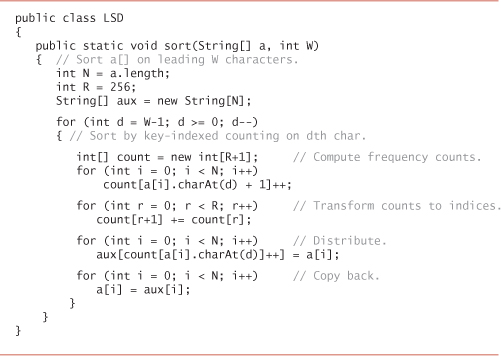 public class LSD
{
   public static void sort(String[] a, int W)
   {  // Sort a[] on leading W characters.
      int N = a.length;
      int R = 256;
      String[] aux = new String[N];
      for (int d = W-1; d >= 0; d--)
      { // Sort by key-indexed counting on dth char.
         int[] count = new int[R+1];     // Compute frequency counts.
         for (int i = 0; i < N; i++)
             count[a[i].charAt(d) + 1]++;
         for (int r = 0; r < R; r++)     // Transform counts to indices.
            count[r+1] += count[r];
         for (int i = 0; i < N; i++)     // Distribute.
            aux[count[a[i].charAt(d)]++] = a[i];
         for (int i = 0; i < N; i++)     // Copy back.
            a[i] = aux[i];
        }
    }
}